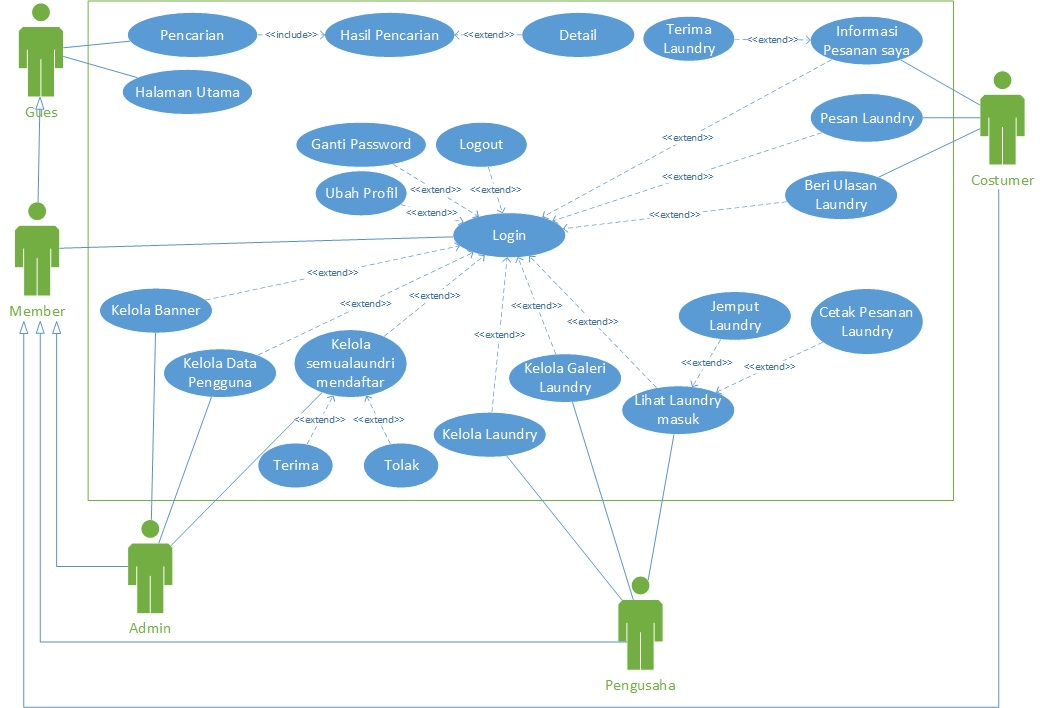 Pencarian
<<include>>
Hasil Pencarian
<<extend>>
Detail
Terima
Laundry
<<extend>>
Informasi
Pesanan saya
Gues
Halaman Utama
Pesan Laundry
Costumer
Ganti Password
Logout
<<extend>>
<<extend>>
<<extend>>
<<extend>>
Ubah Profil
<<extend>>
Beri Ulasan
Laundry
<<extend>>
Login
Member
Kelola Banner
<<extend>>
<<extend>>
<<extend>>
<<extend>>
<<extend>>
<<extend>>
Jemput
Laundry
Cetak Pesanan
Laundry
Kelola Data
Pengguna
Kelola
semualaundri
mendaftar
Kelola Galeri
Laundry
<<extend>>
<<extend>>
Lihat Laundry
masuk
<<extend>>
<<extend>>
Kelola Laundry
Terima
Tolak
Admin
Pengusaha